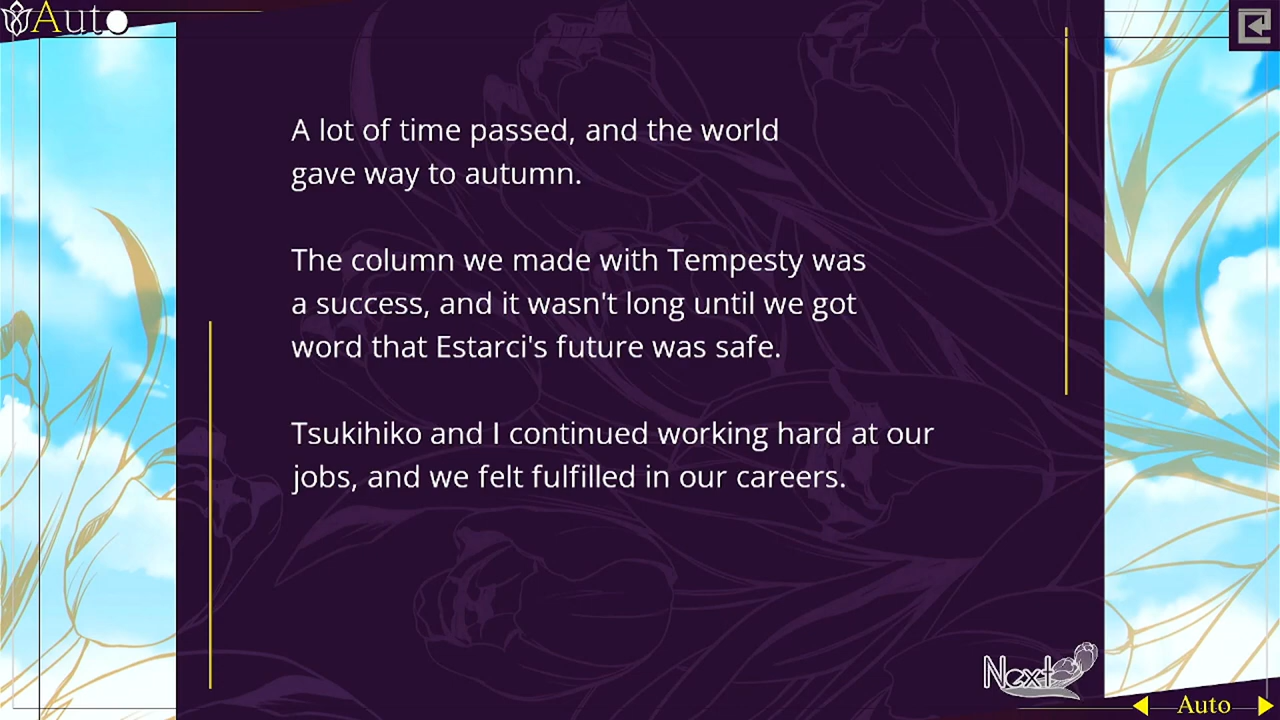 Auto
A lot of time passed, and the world
gave way to autumn.
The column we made with Tempesty was
a success, and it wasn't long until we got
word that Estarci's future was safe.
Tsukihiko and I continued working hard at our
jobs, and we felt fulfilled in our careers.
Next
Auto